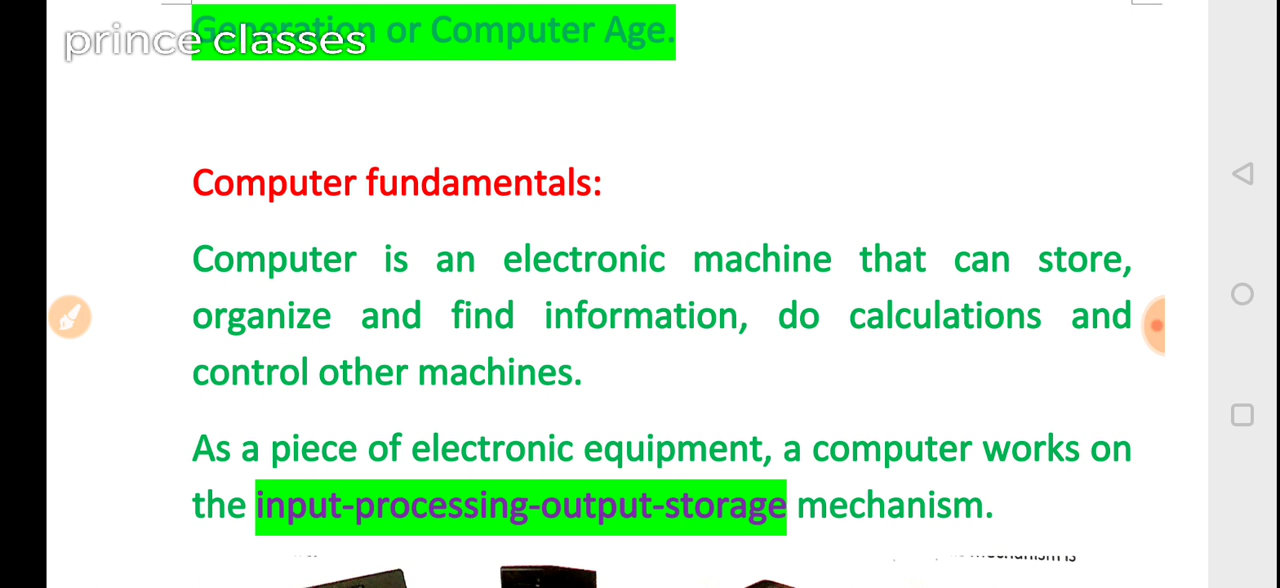 Generation or Computer Age.
prince classes
Computer fundamentals:
Computer is an electronic machine that can store,
organize and find information, do calculations and
control other machines.
As a piece of electronic equipment, a computer works on
the input-processing-output-storage mechanism.